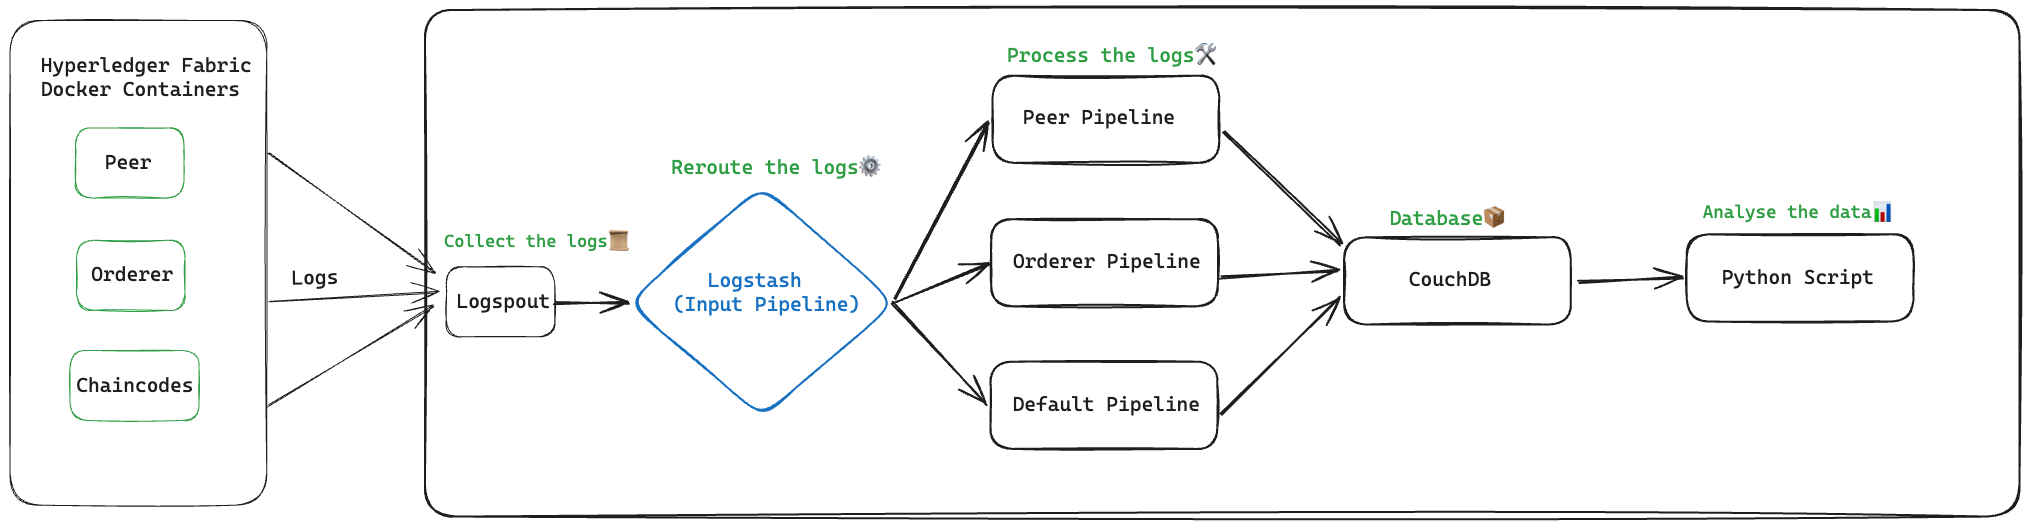 Hyperledger Fabric
Docker Containers
Peer
Orderer
Chaincodes
Logs
Collect the logs📜
Logspout
Reroute the logs⚙️
Logstash
(Input Pipeline)
Process the logs🛠️
Peer Pipeline
Orderer Pipeline
Default Pipeline
Database📦
CouchDB
Analyse the data📊
Python Script